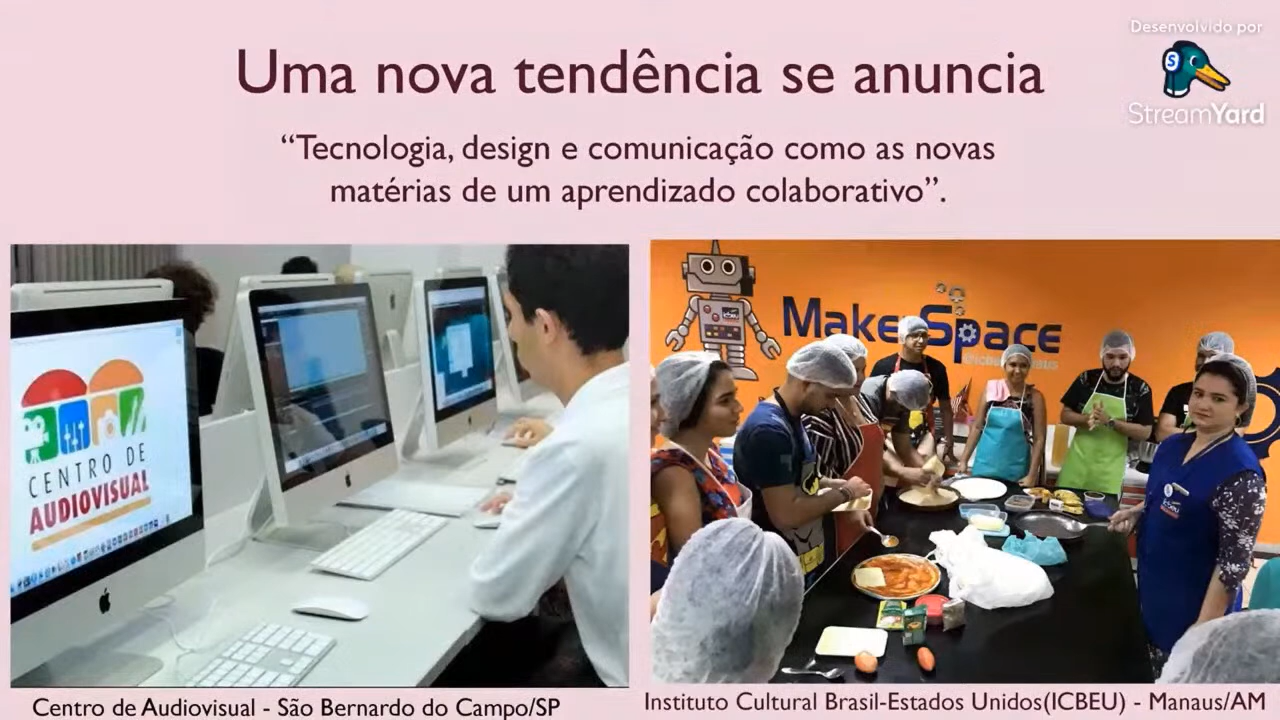 Desenvolvido por
StreamYard
Uma nova tendência se anuncia
“Tecnologia, design e comunicação como as novas
matérias de um aprendizado colaborativo”.
CENTRO DE
AUDIOVISUAL
Maker Space
Centro de Audiovisual - São Bernardo do Campo/SP
Instituto Cultural Brasil-Estados Unidos(ICBEU) - Manaus/AM